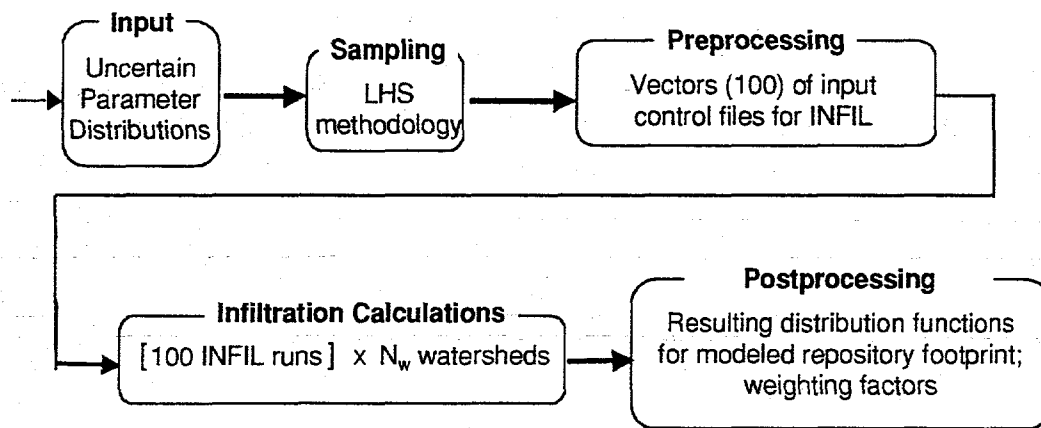 Input
Uncertain
Parameter
Distributions
Sampling
LHS
methodology
Preprocessing
Vectors (100) of input
control files for INFIL
Infiltration Calculations
[100 INFIL runs] x Nw watersheds
Postprocessing
Resulting distribution functions
for modeled repository footprint;
weighting factors